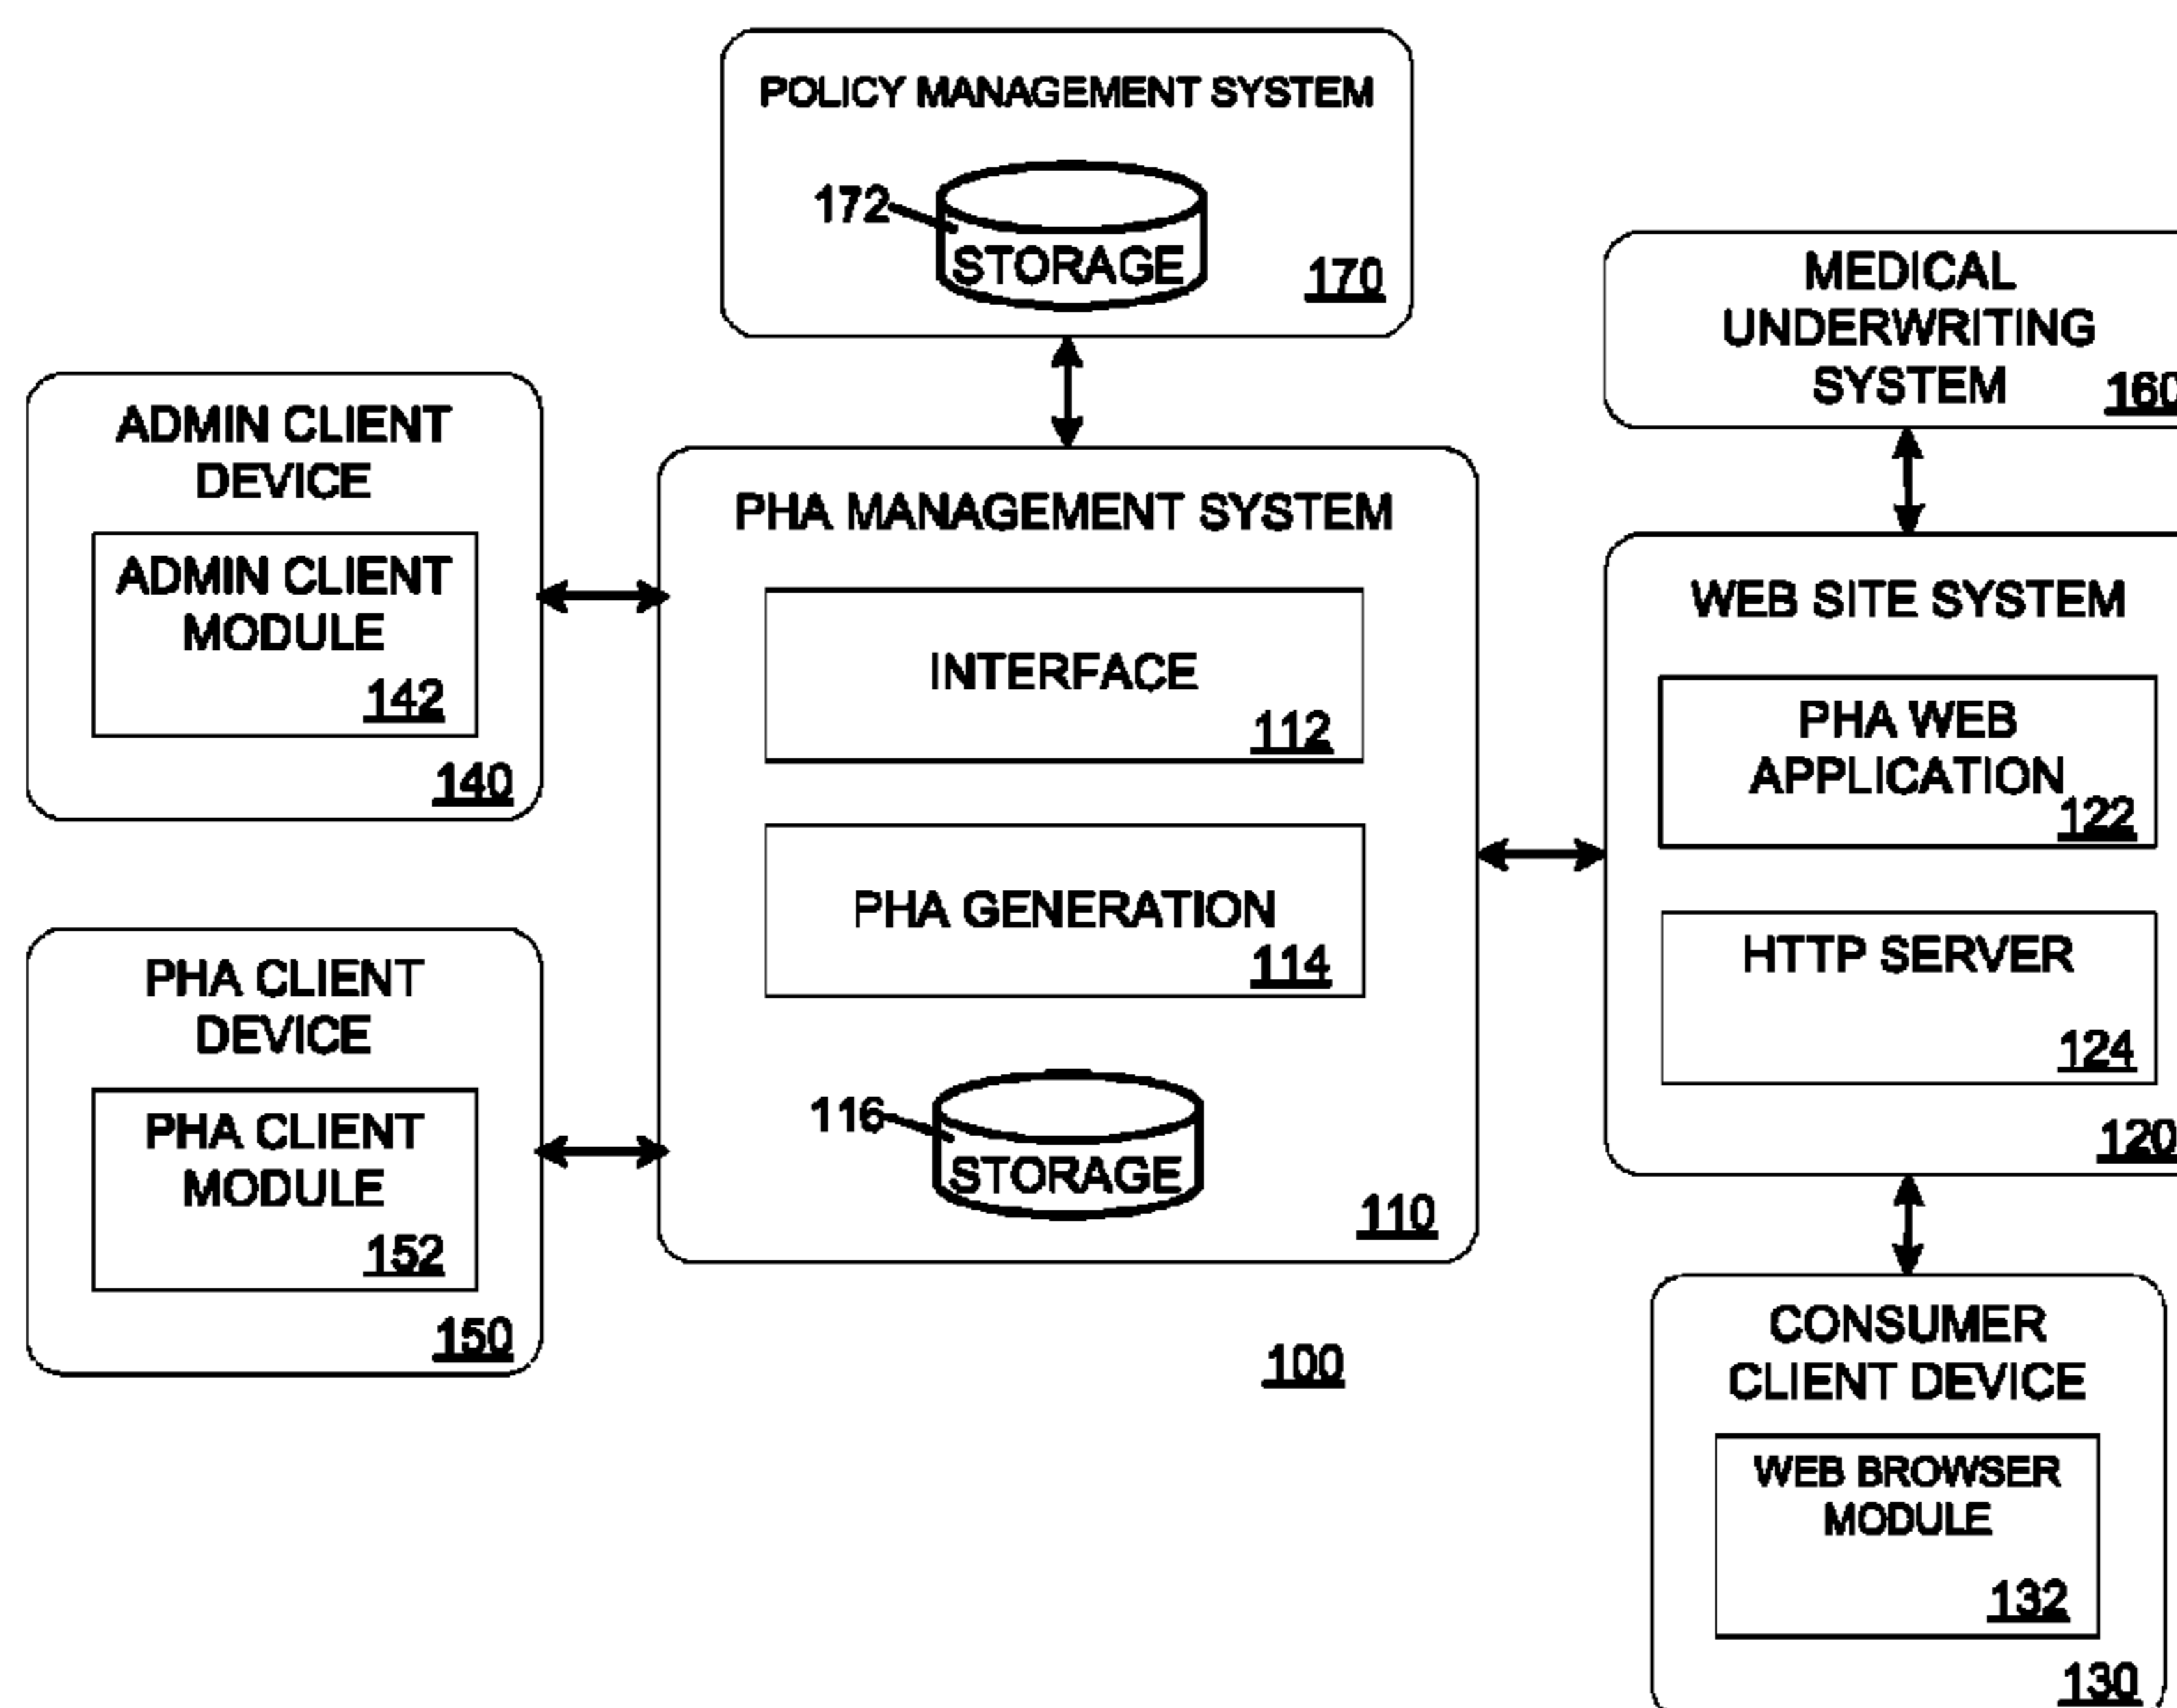 POLICY MANAGEMENT SYSTEM
172
STORAGE
170
MEDICAL
UNDERWRITING
SYSTEM
160
ADMIN CLIENT
DEVICE
ADMIN CLIENT
MODULE
142
140
PHA MANAGEMENT SYSTEM
INTERFACE
112
PHA GENERATION
114
116
STORAGE
110
WEB SITE SYSTEM
PHA WEB
APPLICATION
122
HTTP SERVER
124
120
PHA CLIENT
DEVICE
PHA CLIENT
MODULE
152
150
100
CONSUMER
CLIENT DEVICE
WEB BROWSER
MODULE
132
130